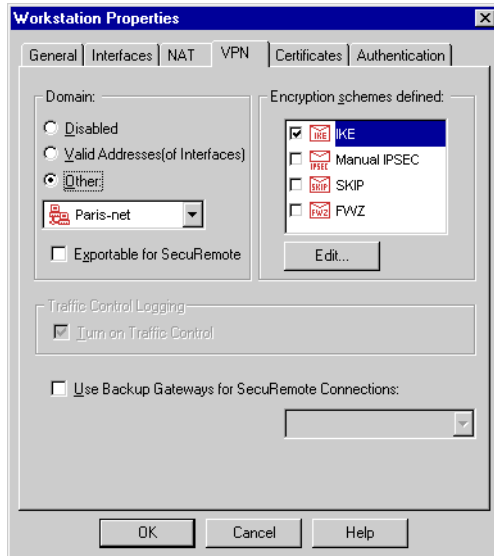 Workstation Properties
General Interfaces NAT VPN Certificates Authentication
Domain:
Disabled
Valid Addresses(of Interfaces)
Other:
Paris-net
Exportable for SecuRemote
Encryption schemes defined:
IKE IKE
IPSEC Manual IPSEC
SKIP SKIP
FWZ FWZ
Edit...
Traffic Control Logging
Turn on Traffic Control
Use Backup Gateways for SecuRemote Connections:
OK Cancel Help